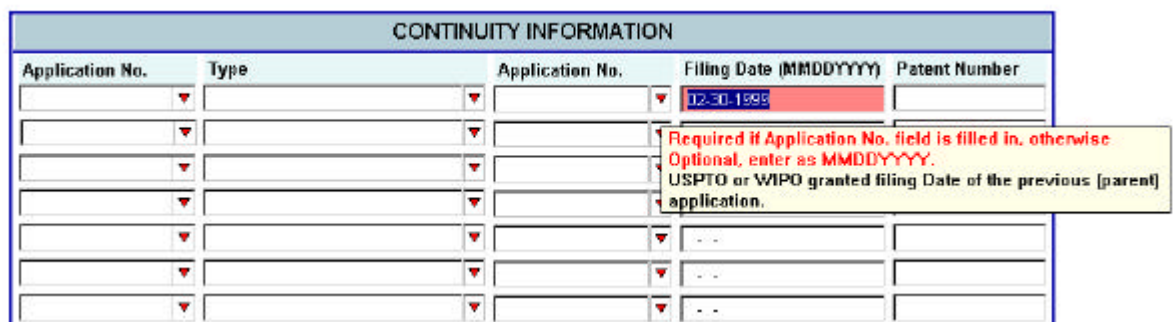 CONTINUITY INFORMATION
Application No. Type Application No. Filing Date (MMDDYYYY) Patent Number
02-30-1999
Required if Application No. field is filled in, otherwise
Optional, enter as MMDDYYYY.
USPTO or WIPO granted filing Date of the previous (parent)
application.
- -
- -
- -